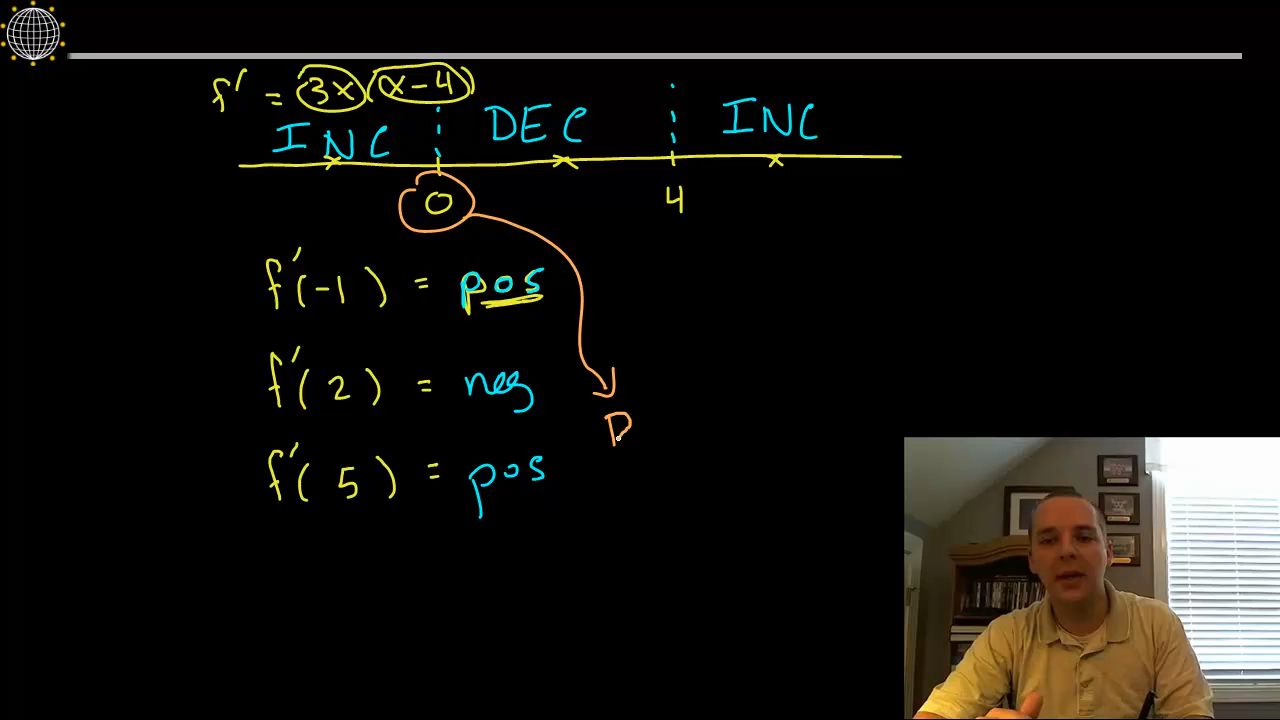 f' = 3x(x-4)
INC DEC INC
0 4
f'(-1) = pos
f'(2) = neg
f'(5) = pos